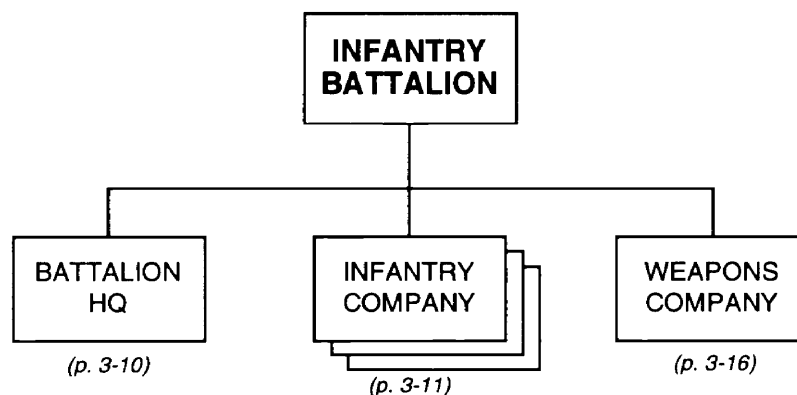 INFANTRY
BATTALION
BATTALION
HQ
(p. 3-10)
INFANTRY
COMPANY
(p. 3-11)
WEAPONS
COMPANY
(p. 3-16)